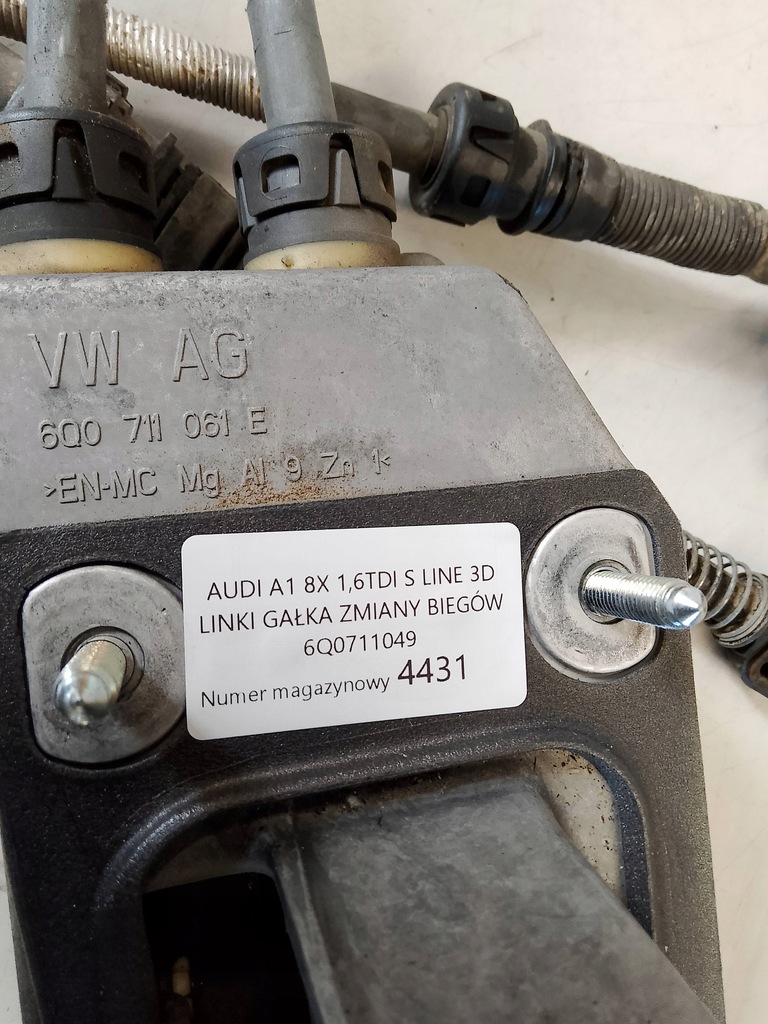 VW AG
6Q0 711 061 E
>EN-MC Mg Al 9 Zn 1<
AUDI A1 8X 1,6TDI S LINE 3D
LINKI GAŁKA ZMIANY BIEGÓW
6Q0711049
Numer magazynowy 4431